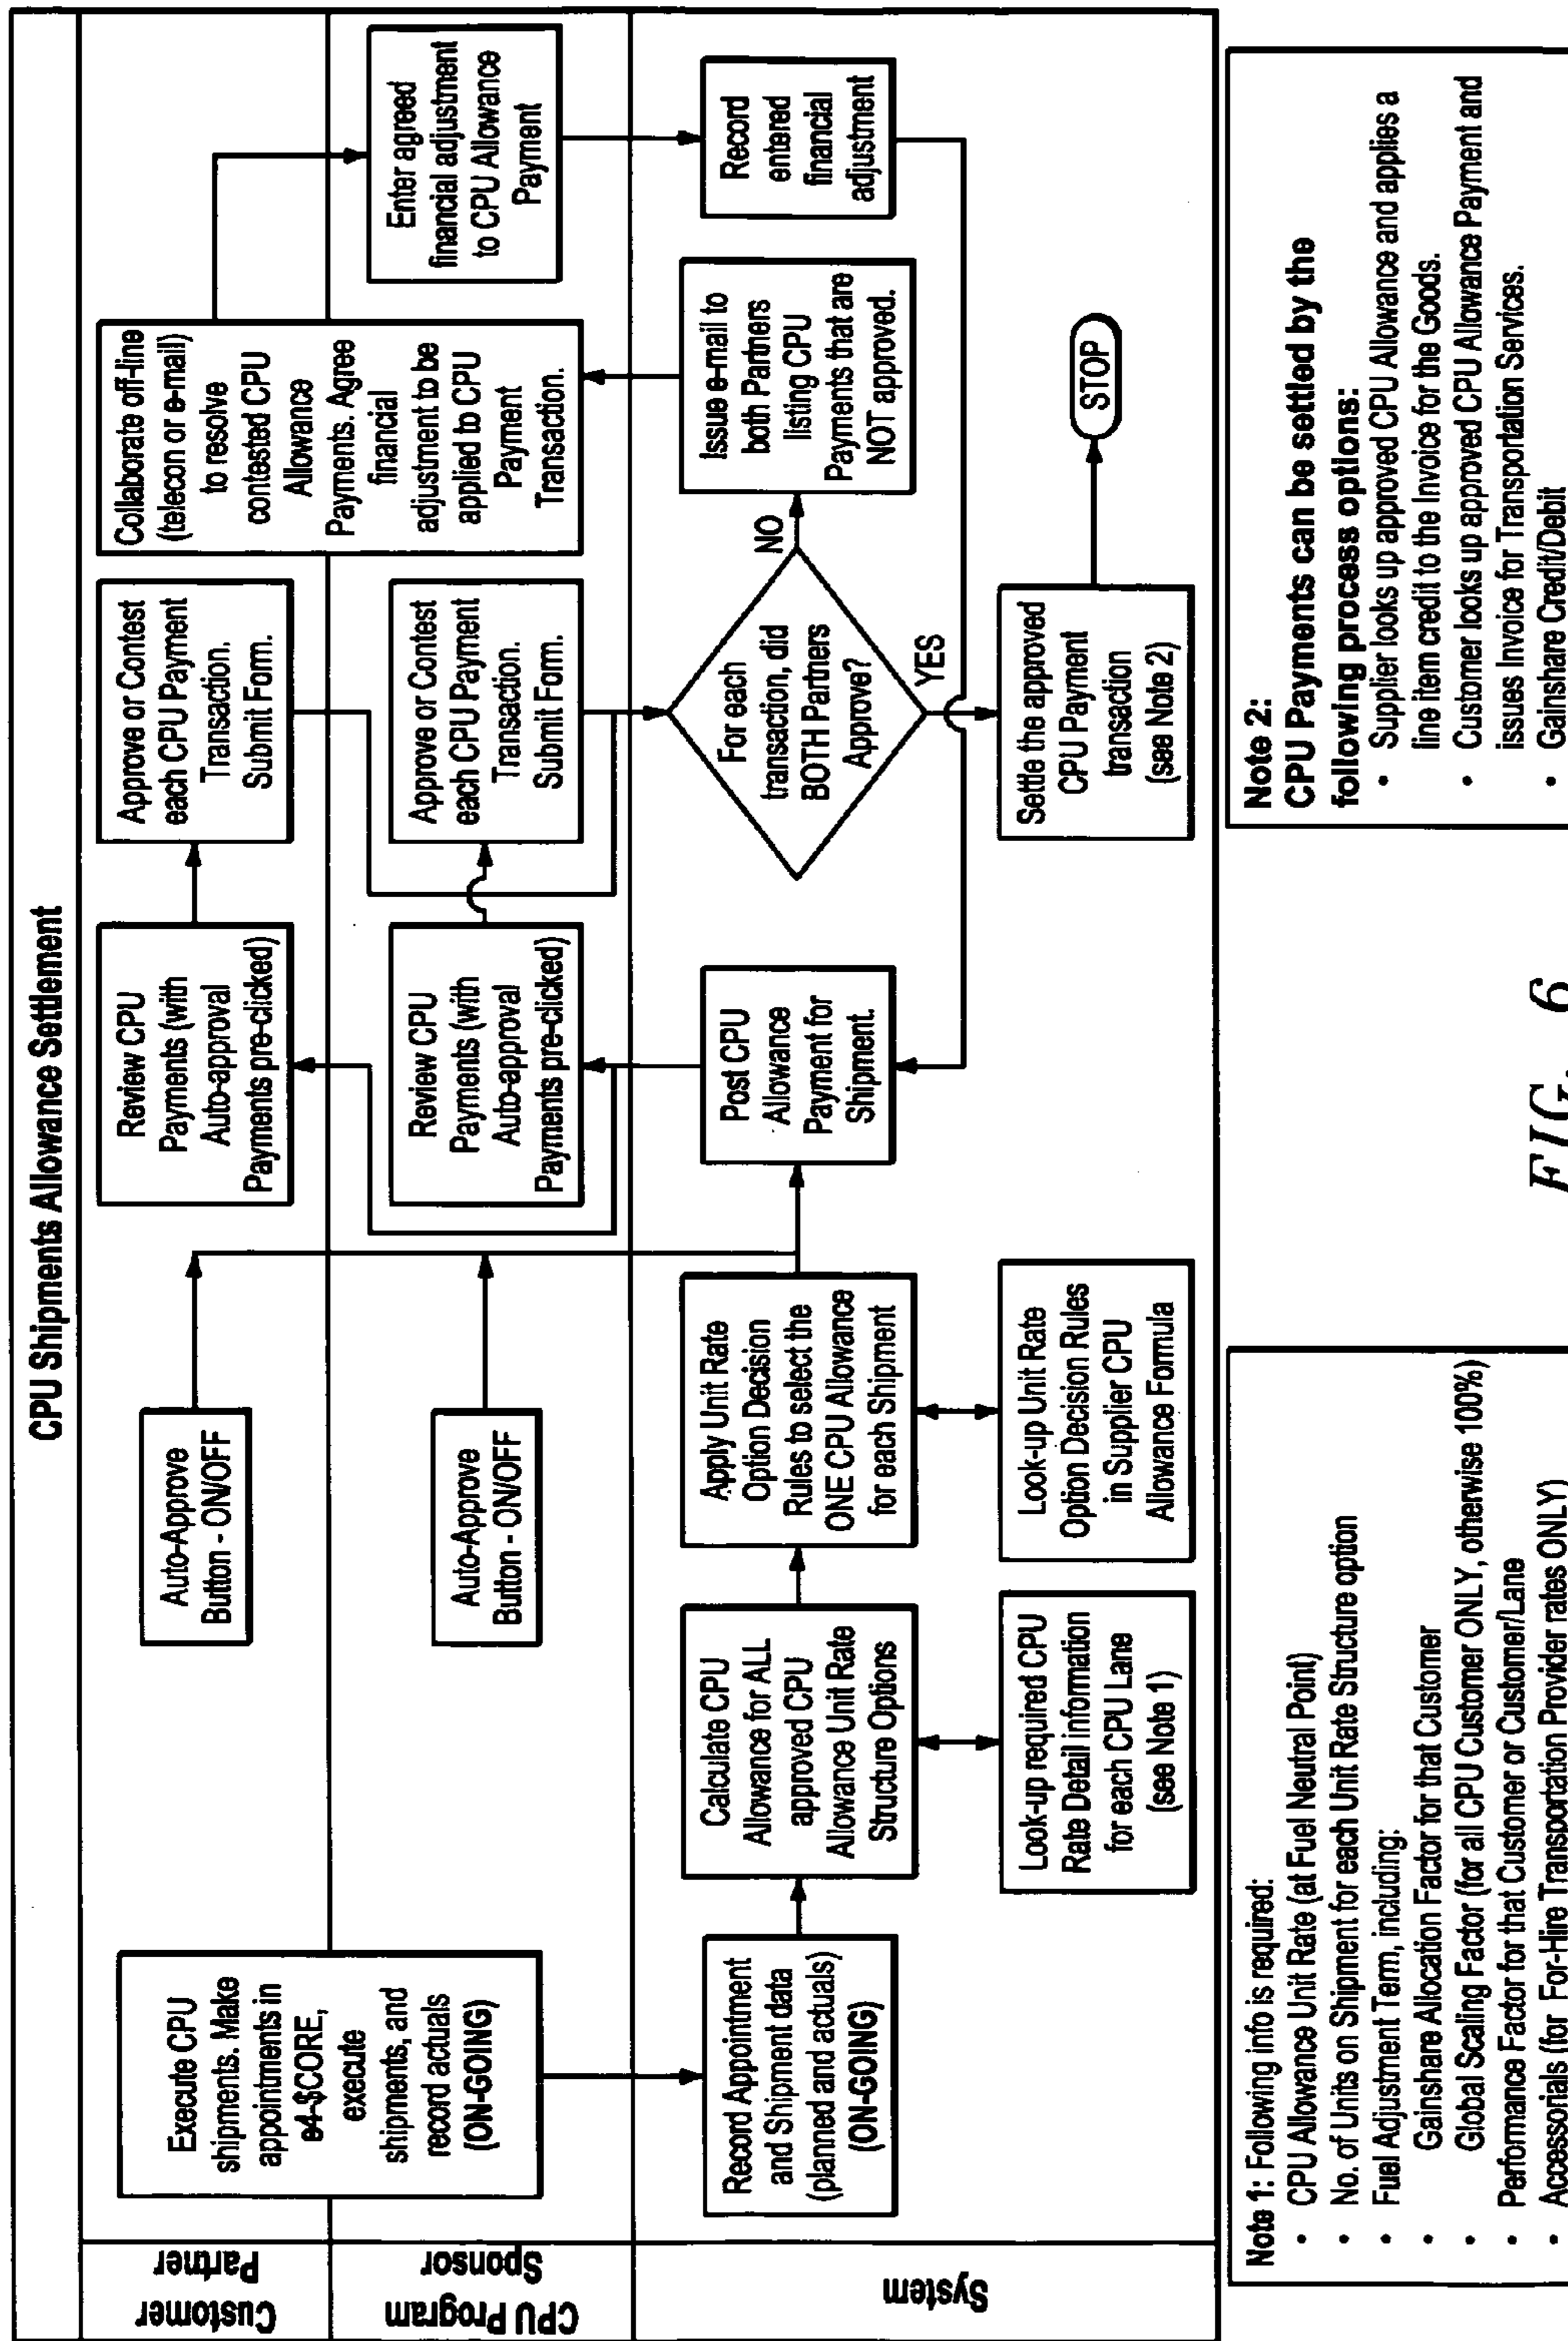 CPU Shipments Allowance Settlement
Customer
Partner
CPU Program
Sponsor
System
Execute CPU
shipments. Make
appointments in
e4-$CORE,
execute
shipments, and
record actuals
(ON-GOING)
Record Appointment
and Shipment data
(planned and actuals)
(ON-GOING)
Calculate CPU
Allowance for ALL
approved CPU
Allowance Unit Rate
Structure Options
Look-up required CPU
Rate Detail information
for each CPU Lane
(see Note 1)
Auto-Approve
Button - ON/OFF
Auto-Approve
Button - ON/OFF
Apply Unit Rate
Option Decision
Rules to select the
ONE CPU Allowance
for each Shipment
Look-up Unit Rate
Option Decision Rules
in Supplier CPU
Allowance Formula
Review CPU
Payments (with
Auto-approval
Payments pre-clicked)
Review CPU
Payments (with
Auto-approval
Payments pre-clicked)
Post CPU
Allowance
Payment for
Shipment.
Approve or Contest
each CPU Payment
Transaction.
Submit Form.
Approve or Contest
each CPU Payment
Transaction.
Submit Form.
For each
transaction, did
BOTH Partners
Approve?
NO
YES
Settle the approved
CPU Payment
transaction
(see Note 2)
STOP
Collaborate off-line
(telecon or e-mail)
to resolve
contested CPU
Allowance
Payments. Agree
financial
adjustment to be
applied to CPU
Payment
Transaction.
Issue e-mail to
both Partners
listing CPU
Payments that are
NOT approved.
Enter agreed
financial adjustment
to CPU Allowance
Payment
Record
entered
financial
adjustment
Note 1: Following info is required:
• CPU Allowance Unit Rate (at Fuel Neutral Point)
• No. of Units on Shipment for each Unit Rate Structure option
• Fuel Adjustment Term, including:
• Gainshare Allocation Factor for that Customer
• Global Scaling Factor (for all CPU Customer ONLY, otherwise 100%)
• Performance Factor for that Customer or Customer/Lane
• Accessorials (for For-Hire Transportation Provider rates ONLY)
Note 2:
CPU Payments can be settled by the
following process options:
• Supplier looks up approved CPU Allowance and applies a
line item credit to the Invoice for the Goods.
• Customer looks up approved CPU Allowance Payment and
issues Invoice for Transportation Services.
• Gainshare Credit/Debit
FIG. 6